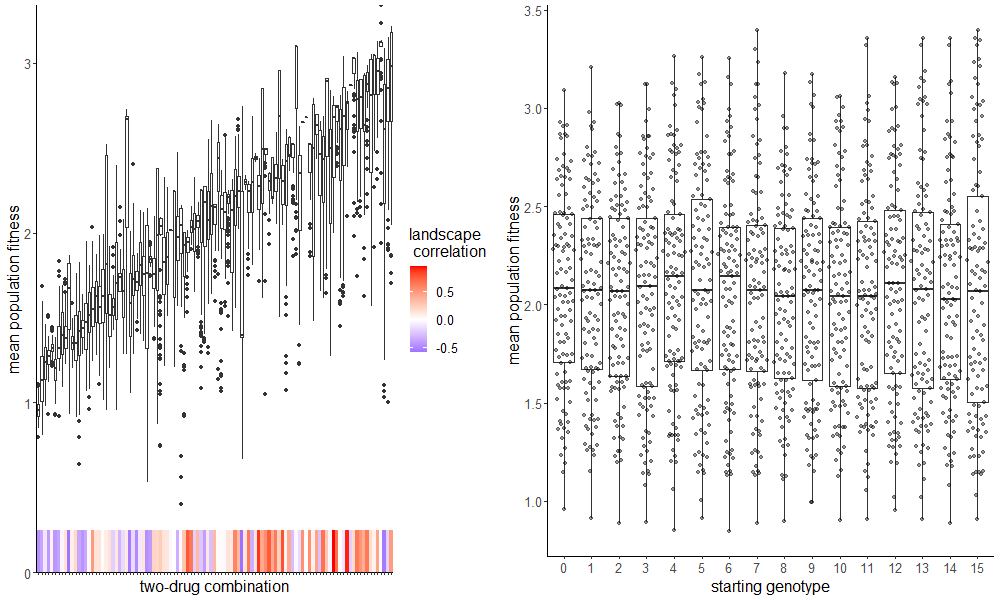 mean population fitness
3
2
1
0
two-drug combination
landscape
correlation
0.5
0.0
-0.5
mean population fitness
3.5
3.0
2.5
2.0
1.5
1.0
0 1 2 3 4 5 6 7 8 9 10 11 12 13 14 15
starting genotype